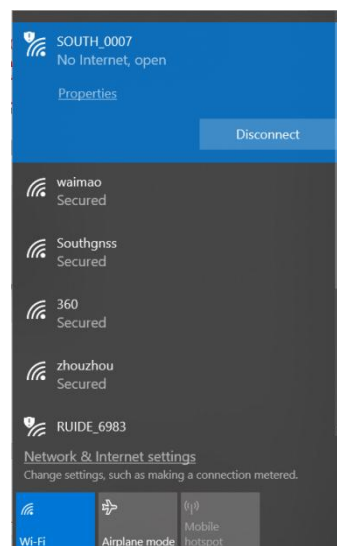 SOUTH_0007
No Internet, open
Properties
Disconnect
waimao
Secured
Southgnss
Secured
360
Secured
zhouzhou
Secured
RUIDE_6983
Network & Internet settings
Change settings, such as making a connection metered.
Wi-Fi
Airplane mode
Mobile
hotspot